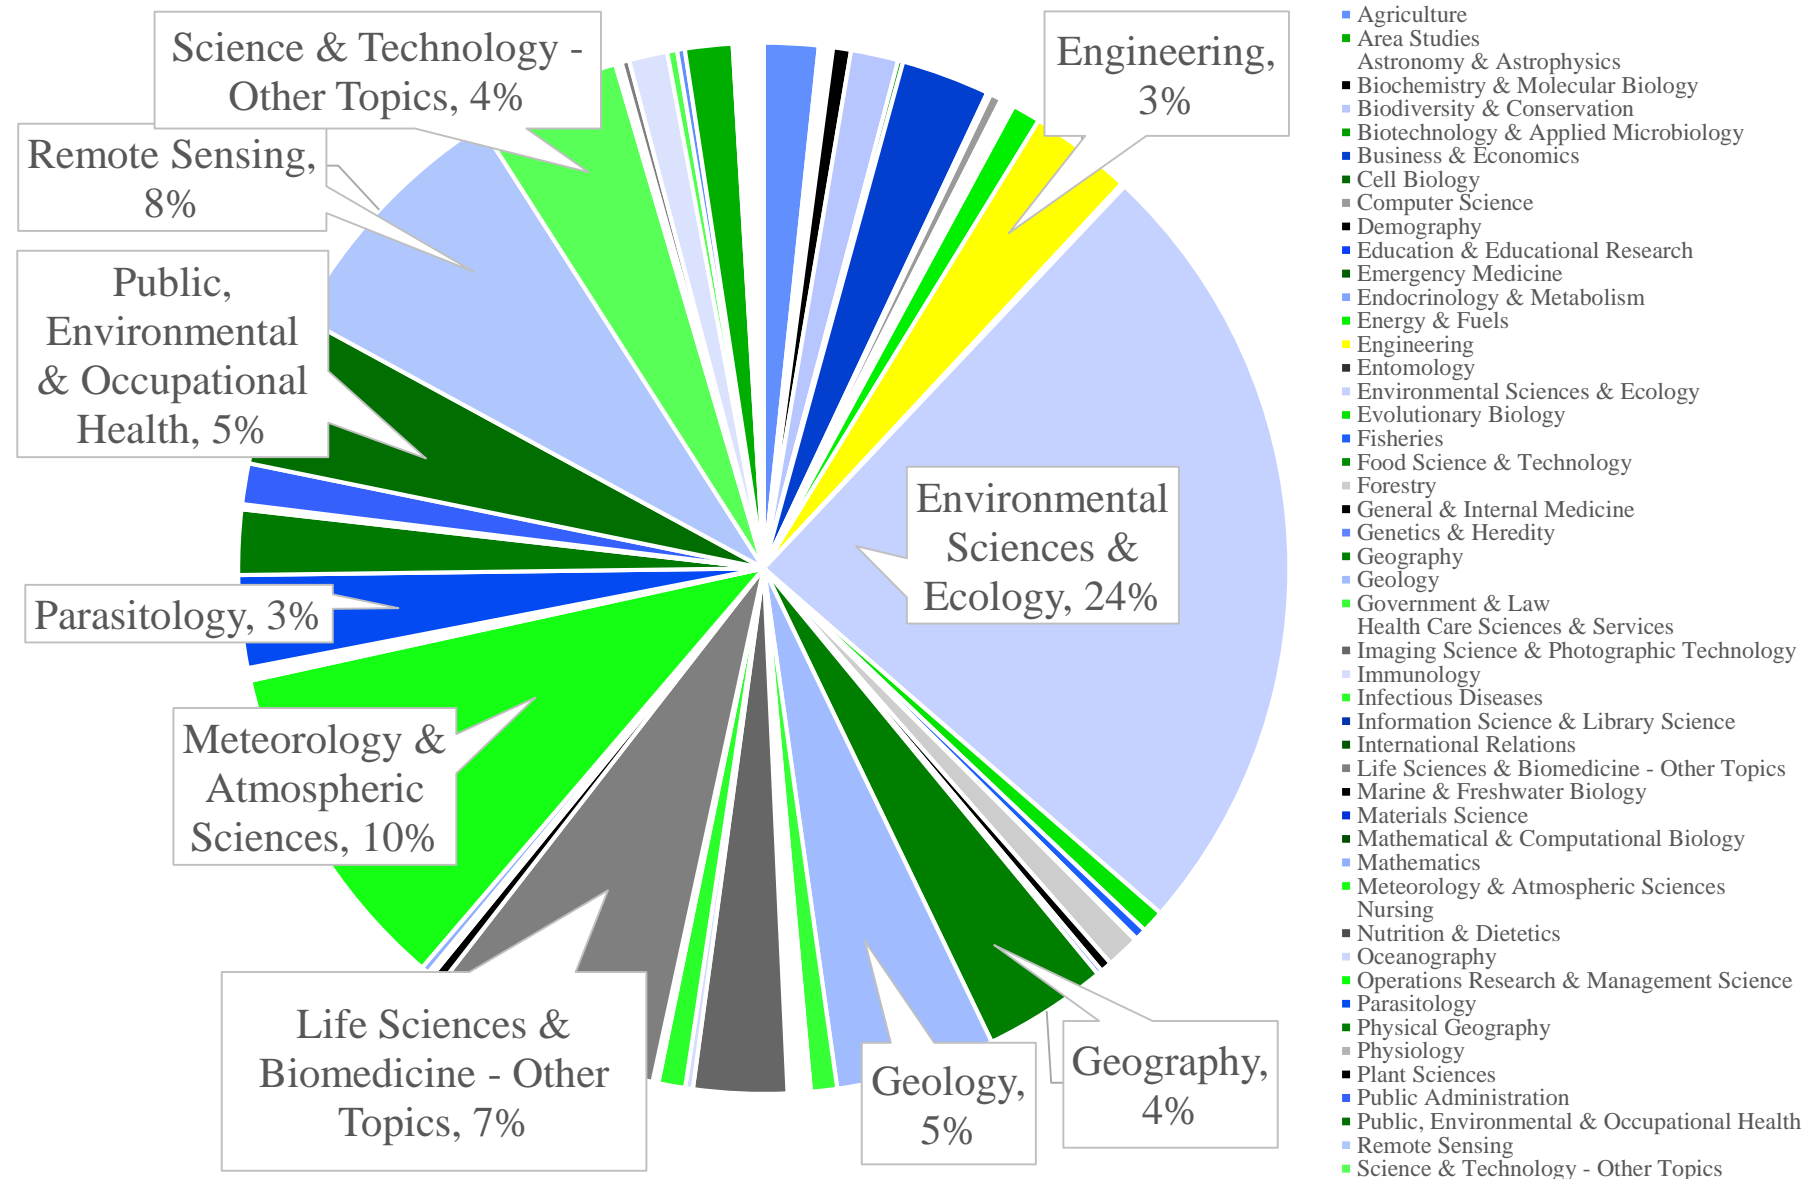 Science & Technology -
Other Topics, 4%
Engineering,
3%
Remote Sensing,
8%
Public,
Environmental
& Occupational
Health, 5%
Environmental
Sciences &
Ecology, 24%
Parasitology, 3%
Meteorology &
Atmospheric
Sciences, 10%
Life Sciences &
Biomedicine - Other
Topics, 7%
Geology,
5%
Geography,
4%
Agriculture
Area Studies
Astronomy & Astrophysics
Biochemistry & Molecular Biology
Biodiversity & Conservation
Biotechnology & Applied Microbiology
Business & Economics
Cell Biology
Computer Science
Demography
Education & Educational Research
Emergency Medicine
Endocrinology & Metabolism
Energy & Fuels
Engineering
Entomology
Environmental Sciences & Ecology
Evolutionary Biology
Fisheries
Food Science & Technology
Forestry
General & Internal Medicine
Genetics & Heredity
Geography
Geology
Government & Law
Health Care Sciences & Services
Imaging Science & Photographic Technology
Immunology
Infectious Diseases
Information Science & Library Science
International Relations
Life Sciences & Biomedicine - Other Topics
Marine & Freshwater Biology
Materials Science
Mathematical & Computational Biology
Mathematics
Meteorology & Atmospheric Sciences
Nursing
Nutrition & Dietetics
Oceanography
Operations Research & Management Science
Parasitology
Physical Geography
Physiology
Plant Sciences
Public Administration
Public, Environmental & Occupational Health
Remote Sensing
Science & Technology - Other Topics